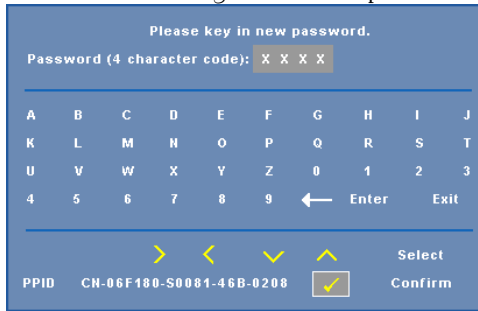 Please key in new password.
Password (4 character code): X X X X
A B C D E F G H I J
K L M N O P Q R S T
U V W X Y Z 0 1 2 3
4 5 6 7 8 9 Enter Exit
Select
PPID CN-06F180-S0081-46B-0208 Confirm